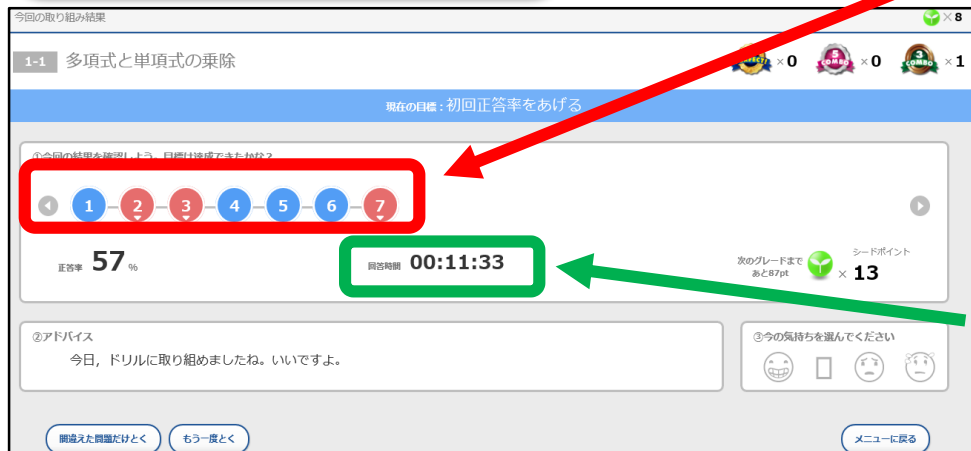 今回の取り組み結果
×8
1-1 多項式と単項式の乗除
PERFECT! ×0 5 COMBO ×0 3 COMBO ×1
現在の目標:初回正答率をあげる
①今回の結果を確認しよう。目標は達成できたかな?
1 2 3 4 5 6 7
正答率 57 %
回答時間 00:11:33
次のグレードまで
あと87pt
シードポイント
× 13
②アドバイス
今日,ドリルに取り組めましたね。いいですよ。
③今の気持ちを選んでください
間違えた問題だけとく
もう一度とく
メニューに戻る